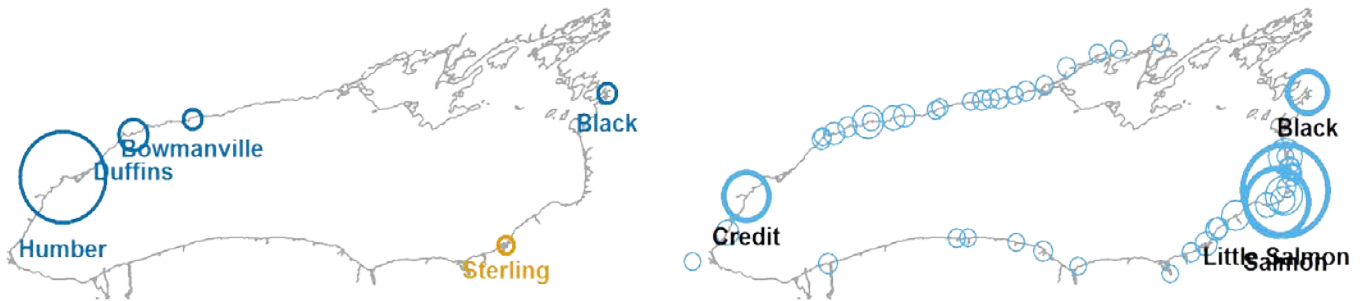 Black
Bowmanville
Duffins
Humber
Sterling
Black
Credit
Little Salmon
Salmon